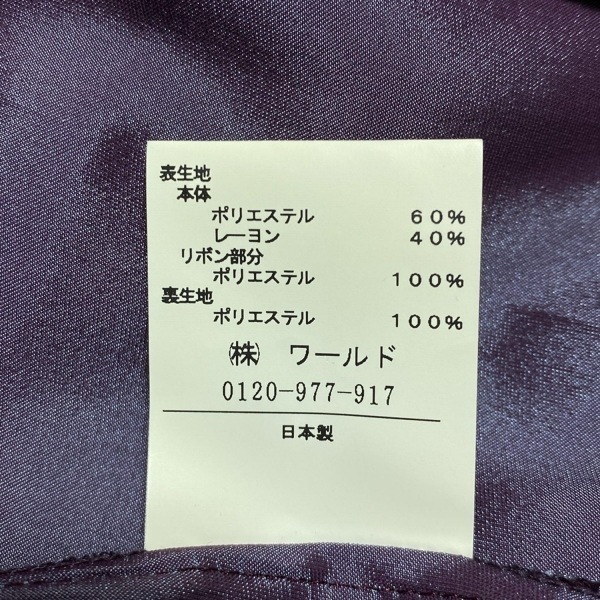 表生地
本体
ポリエステル 60%
レーヨン 40%
リボン部分
ポリエステル 100%
裏生地
ポリエステル 100%
㈱ ワールド
0120-977-917
日本製